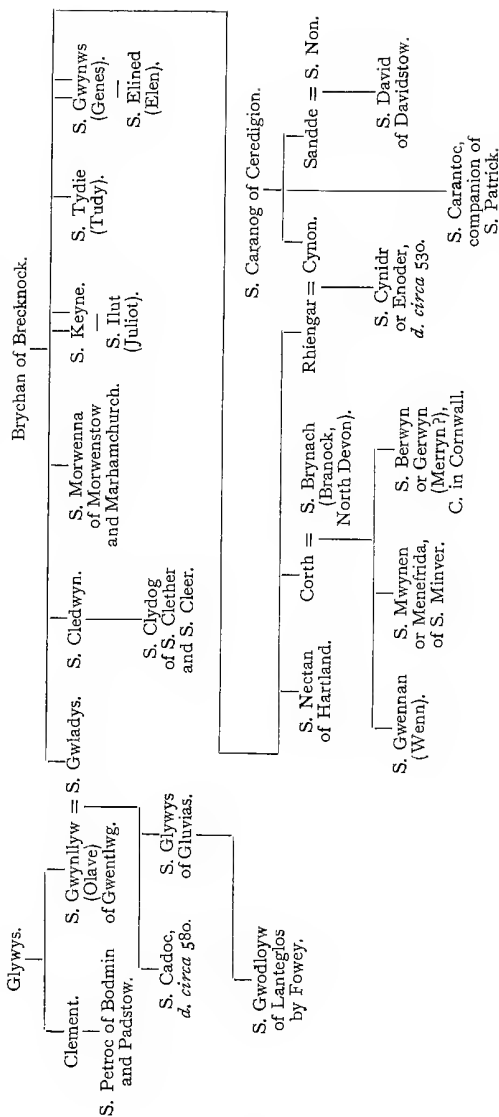 Glywys.
Clement.
S. Petroc of Bodmin
and Padstow.
S. Gwynllyw = S. Gwladys.
(Olave)
of Gwentlwg.
S. Cadoc,
d. circa 580.
S. Glywys
of Gluvias.
S. Gwodloyw
of Lanteglos
by Fowey.
Brychan of Brecknock.
S. Cledwyn.
S. Clydog
of S. Clether
and S. Cleer.
S. Morwenna
of Morwenstow
and Marhamchurch.
S. Keyne.
S. Ilut
(Juliot).
S. Tydie
(Tudy).
S. Gwynws
(Genes).
S. Elined
(Elen).
S. Nectan
of Hartland.
Corth = S. Brynach
(Branock,
North Devon).
S. Gwennan
(Wenn).
S. Mwynen
or Menefrida,
of S. Minver.
S. Berwyn
or Gerwyn
(Merryn?),
C. in Cornwall.
S. Caranog of Ceredigion.
Rhiengar = Cynon.
S. Cynidr
or Enoder,
d. circa 530.
Sandde = S. Non.
S. David
of Davidstow.
S. Carantoc,
companion of
S. Patrick.